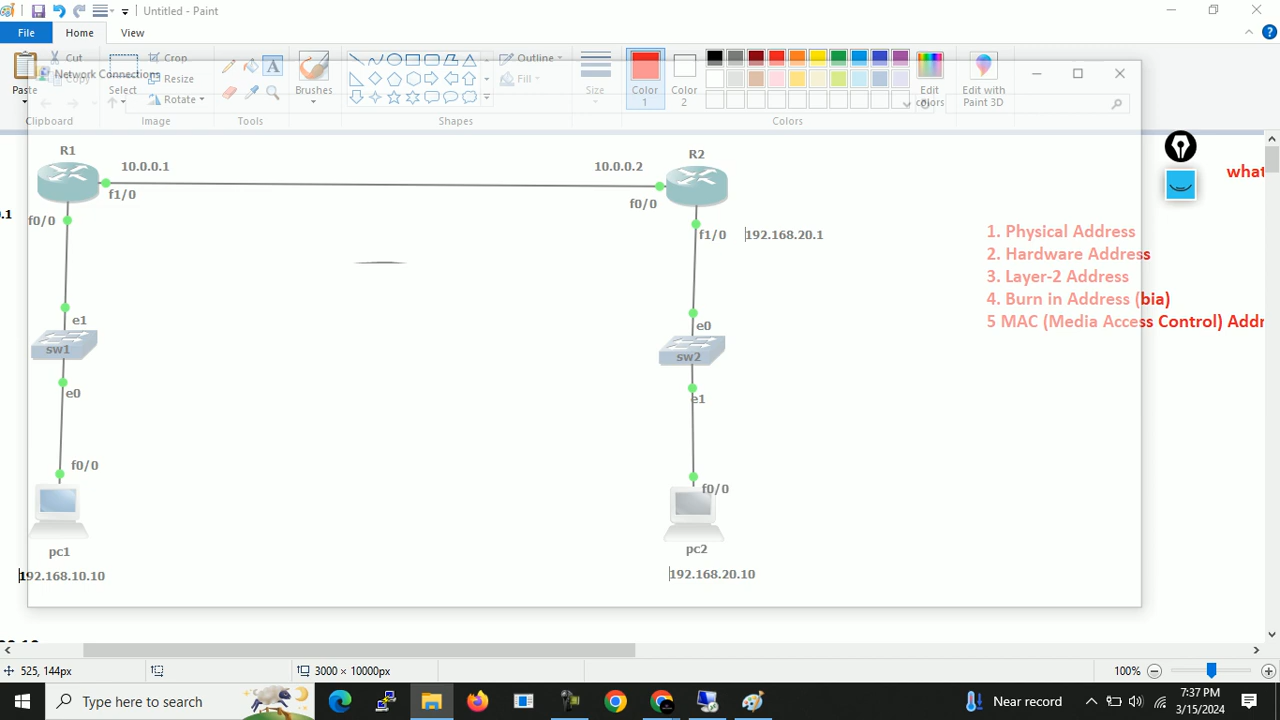 Untitled - Paint
File
Home
View
Paste
Cut
Copy
Network Connections
Clipboard
Select
Crop
Resize
Rotate
Image
Tools
Brushes
Shapes
Outline
Fill
Size
Color 1
Color 2
Edit colors
Edit with Paint 3D
Colors
R1
10.0.0.1
f1/0
10.0.0.2
R2
f0/0
0.1
f0/0
f1/0
192.168.20.1
what
1. Physical Address
2. Hardware Address
3. Layer-2 Address
4. Burn in Address (bia)
5 MAC (Media Access Control) Addr
e1
sw1
e0
e0
sw2
e1
f0/0
pc1
192.168.10.10
f0/0
pc2
192.168.20.10
525, 144px
3000 × 10000px
100%
Type here to search
Near record
7:37 PM
3/15/2024